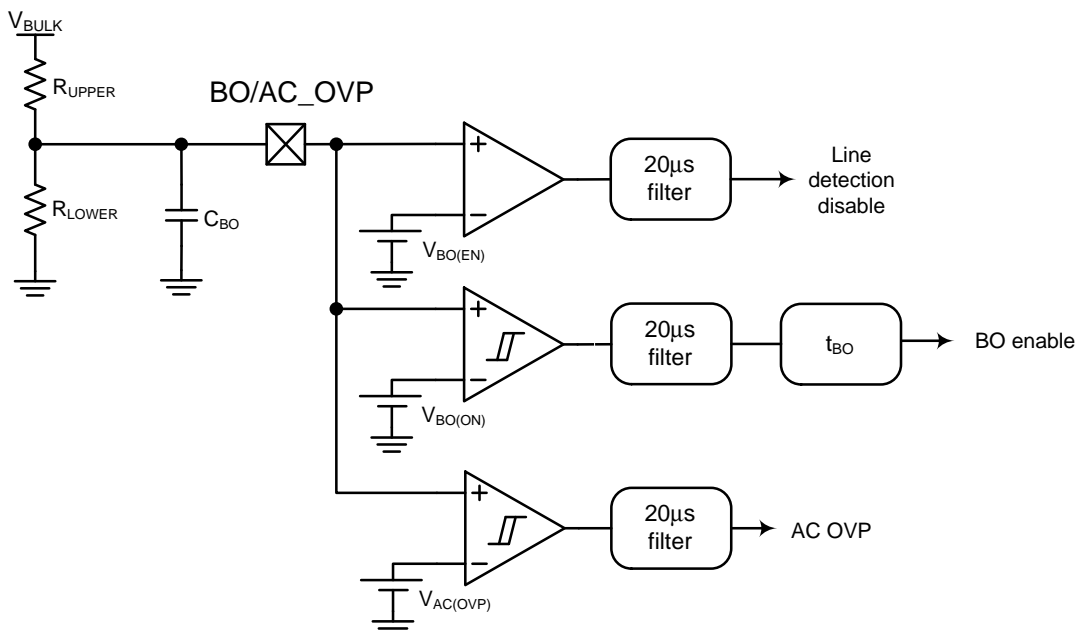 VBULK
RUPPER
BO/AC_OVP
RLOWER
CBO
+
−
VBO(EN)
20μs
filter
Line
detection
disable
+
−
VBO(ON)
20μs
filter
tBO
BO enable
+
−
VAC(OVP)
20μs
filter
AC OVP